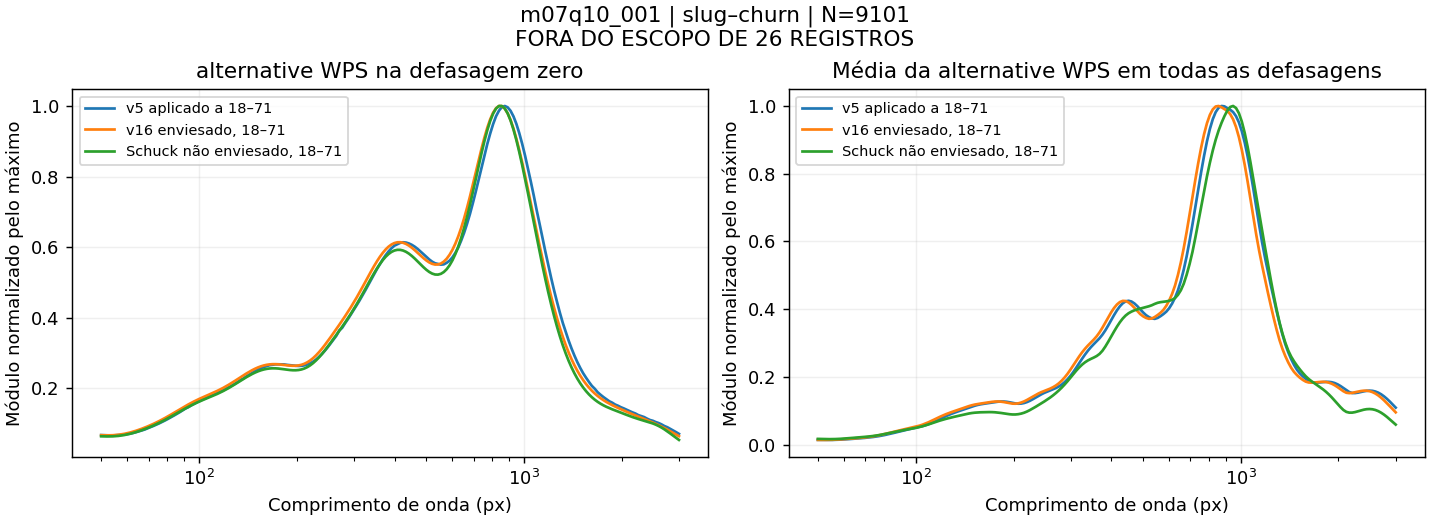 m07q10_001 | slug–churn | N=9101
FORA DO ESCOPO DE 26 REGISTROS
alternative WPS na defasagem zero
Módulo normalizado pelo máximo
1.0
0.8
0.6
0.4
0.2
v5 aplicado a 18–71
v16 enviesado, 18–71
Schuck não enviesado, 18–71
10²
10³
Comprimento de onda (px)
Média da alternative WPS em todas as defasagens
Módulo normalizado pelo máximo
1.0
0.8
0.6
0.4
0.2
0.0
v5 aplicado a 18–71
v16 enviesado, 18–71
Schuck não enviesado, 18–71
10²
10³
Comprimento de onda (px)